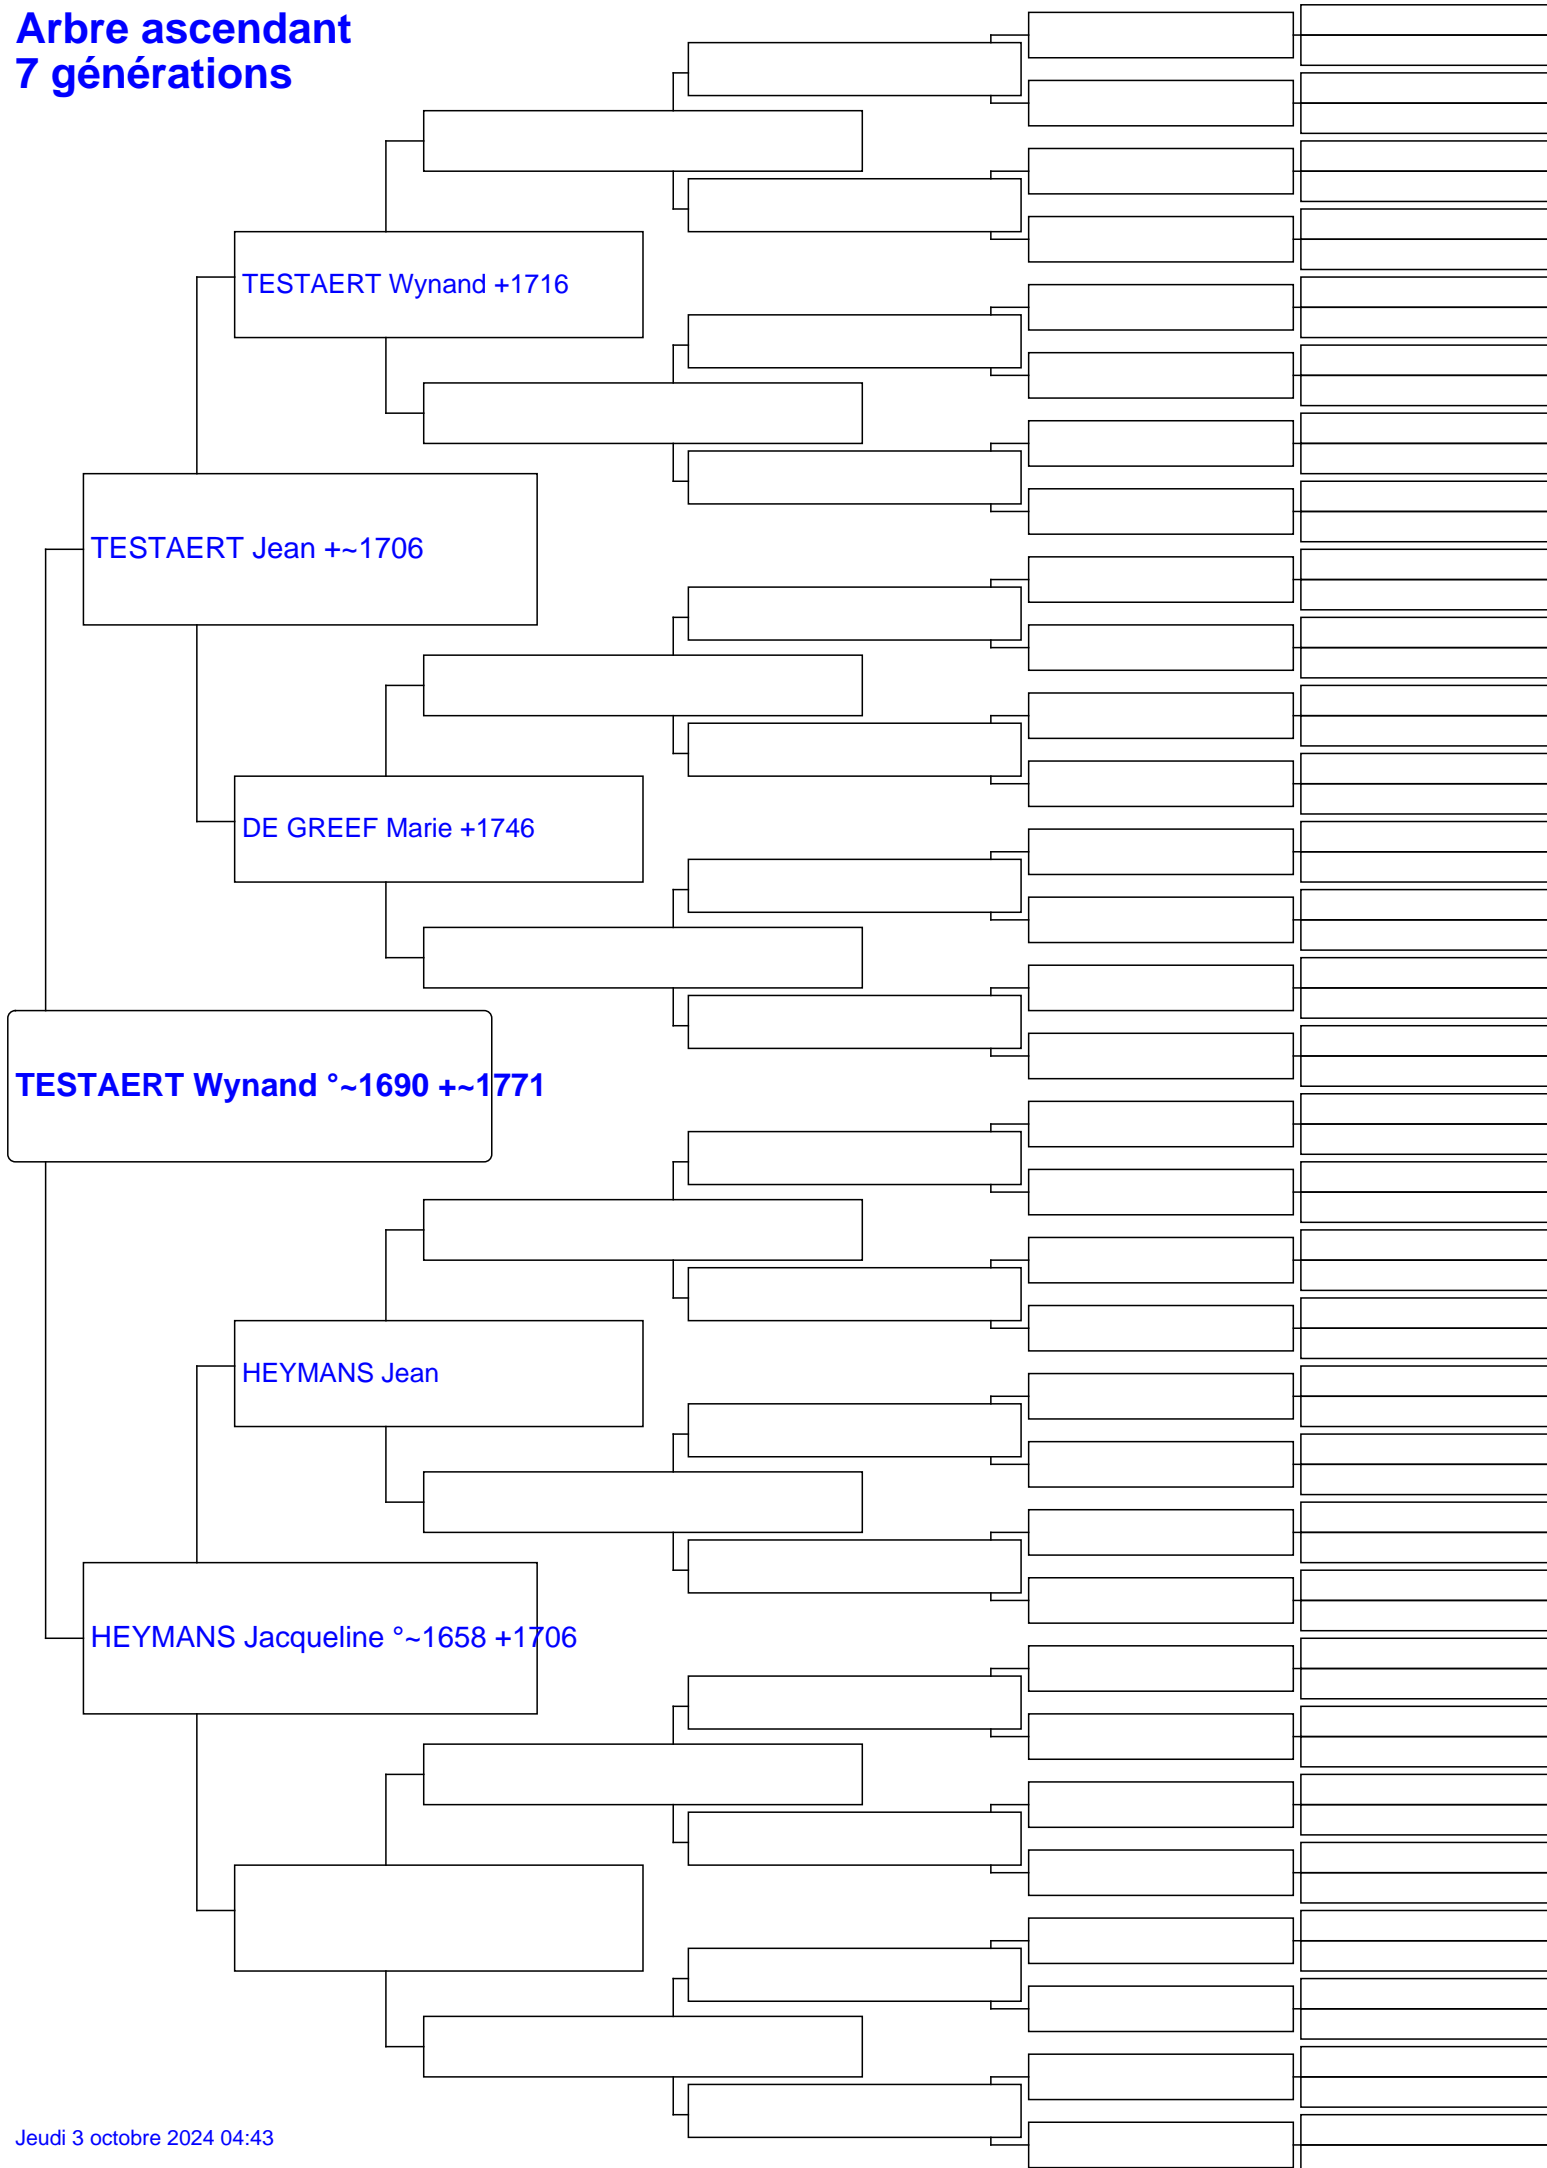 Arbre ascendant
7 générations
TESTAERT Wynand +1716
TESTAERT Jean +~1706
DE GREEF Marie +1746
TESTAERT Wynand °~1690 +~1771
HEYMANS Jean
HEYMANS Jacqueline °~1658 +1706
Jeudi 3 octobre 2024 04:43